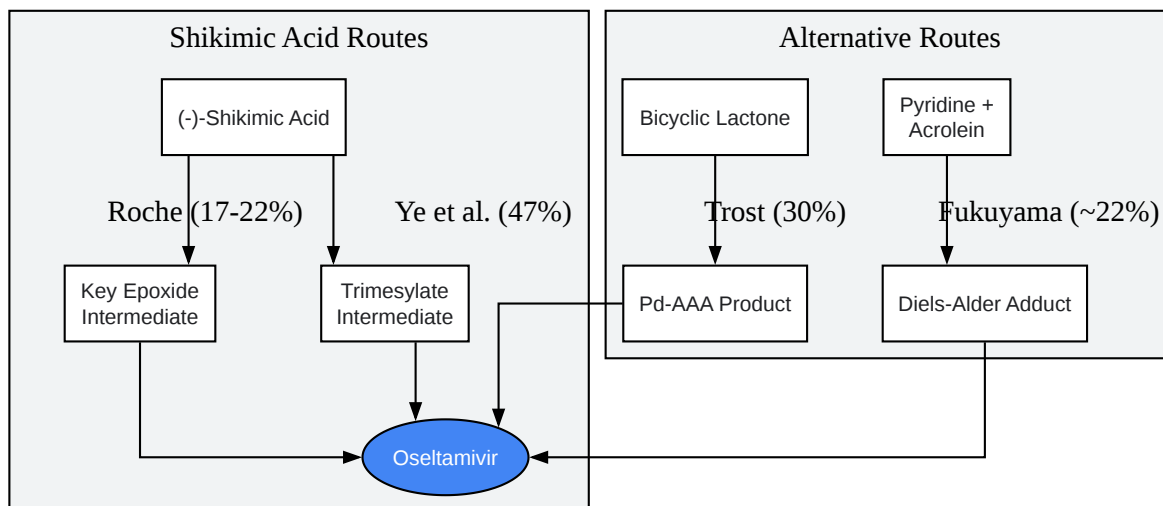 Shikimic Acid Routes
Alternative Routes
(-)-Shikimic Acid
Bicyclic Lactone
Pyridine +
Acrolein
Roche (17-22%)
Ye et al. (47%)
Trost (30%)
Fukuyama (~22%)
Key Epoxide
Intermediate
Trimesylate
Intermediate
Pd-AAA Product
Diels-Alder Adduct
Oseltamivir